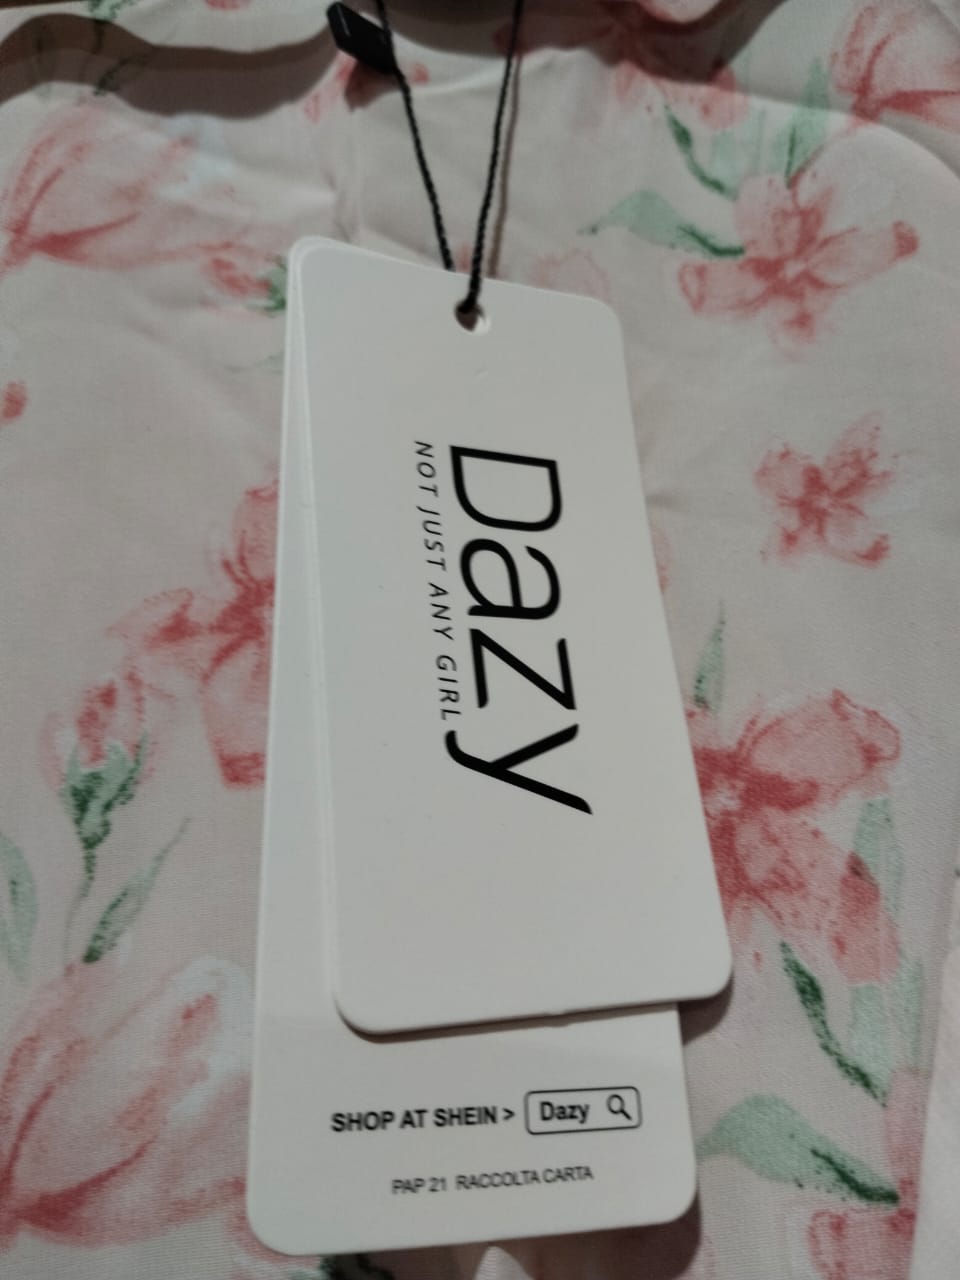 Dazy
NOT JUST ANY GIRL
SHOP AT SHEIN > Dazy
PAP 21 RACCOLTA CARTA